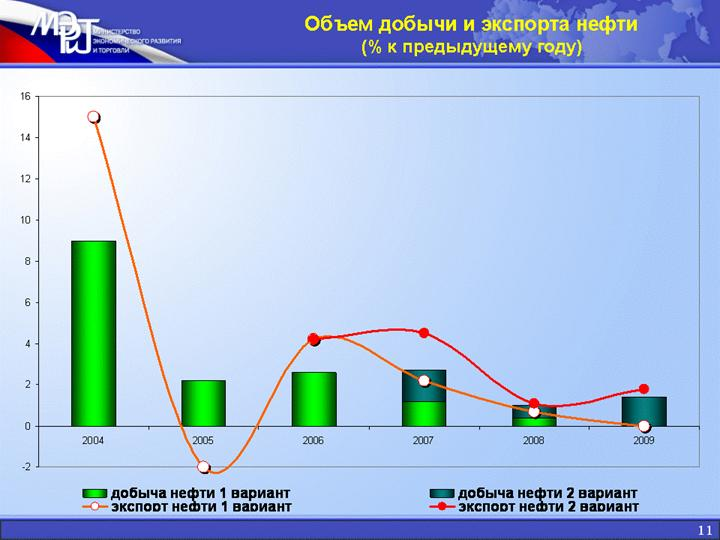 МЭРиТ
МИНИСТЕРСТВО
ЭКОНОМИЧЕСКОГО РАЗВИТИЯ
И ТОРГОВЛИ
Объем добычи и экспорта нефти
(% к предыдущему году)
16
14
12
10
8
6
4
2
0
-2
2004 2005 2006 2007 2008 2009
добыча нефти 1 вариант добыча нефти 2 вариант
экспорт нефти 1 вариант экспорт нефти 2 вариант
11